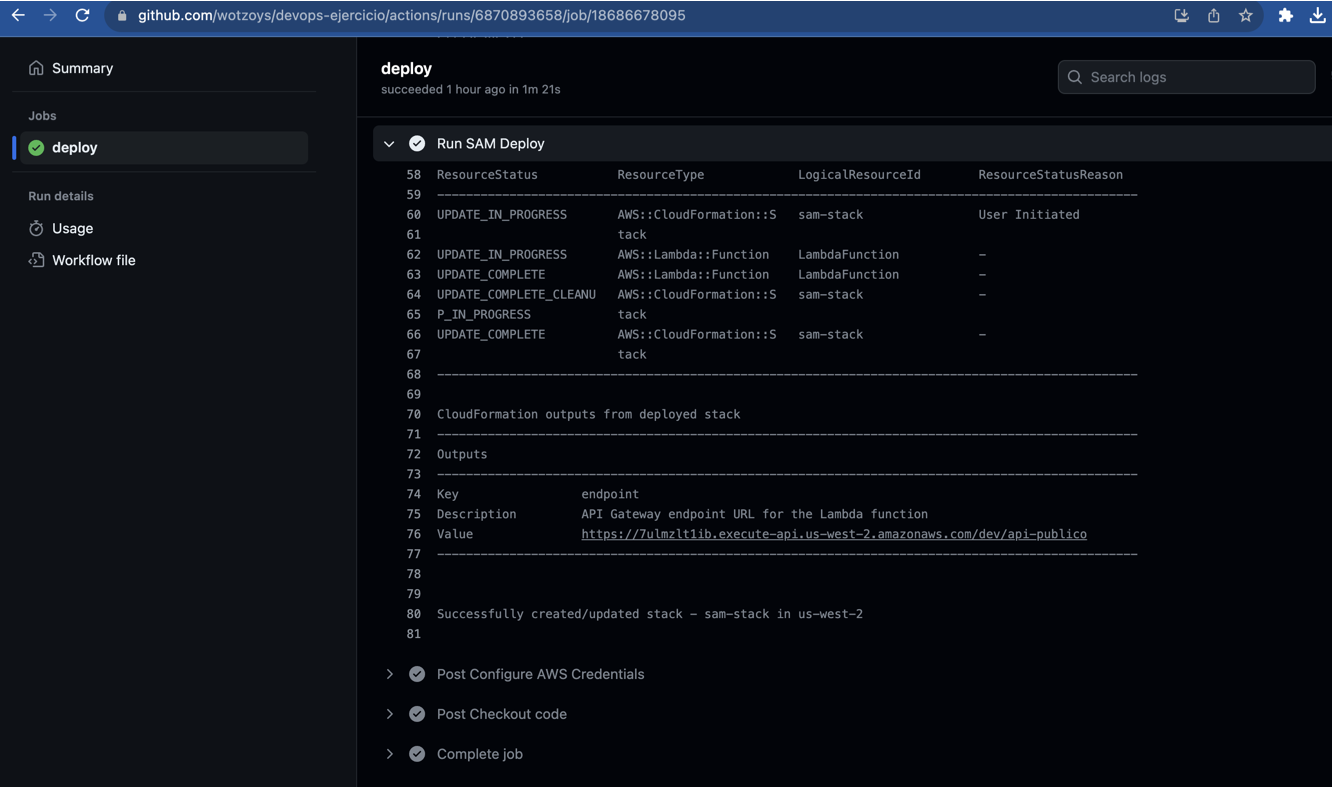 github.com/wotzoys/devops-ejercicio/actions/runs/6870893658/job/18686678095
Summary
Jobs
deploy
Run details
Usage
Workflow file
deploy
succeeded 1 hour ago in 1m 21s
Search logs
Run SAM Deploy
58 ResourceStatus ResourceType LogicalResourceId ResourceStatusReason
59 -------------------------------------------------------------------------------------------------
60 UPDATE_IN_PROGRESS AWS::CloudFormation::S sam-stack User Initiated
61 tack
62 UPDATE_IN_PROGRESS AWS::Lambda::Function LambdaFunction -
63 UPDATE_COMPLETE AWS::Lambda::Function LambdaFunction -
64 UPDATE_COMPLETE_CLEANU AWS::CloudFormation::S sam-stack -
65 P_IN_PROGRESS tack
66 UPDATE_COMPLETE AWS::CloudFormation::S sam-stack -
67 tack
68 -------------------------------------------------------------------------------------------------
69
70 CloudFormation outputs from deployed stack
71 -------------------------------------------------------------------------------------------------
72 Outputs
73 -------------------------------------------------------------------------------------------------
74 Key endpoint
75 Description API Gateway endpoint URL for the Lambda function
76 Value https://7ulmzlt1ib.execute-api.us-west-2.amazonaws.com/dev/api-publico
77 -------------------------------------------------------------------------------------------------
78
79
80 Successfully created/updated stack - sam-stack in us-west-2
81
Post Configure AWS Credentials
Post Checkout code
Complete job